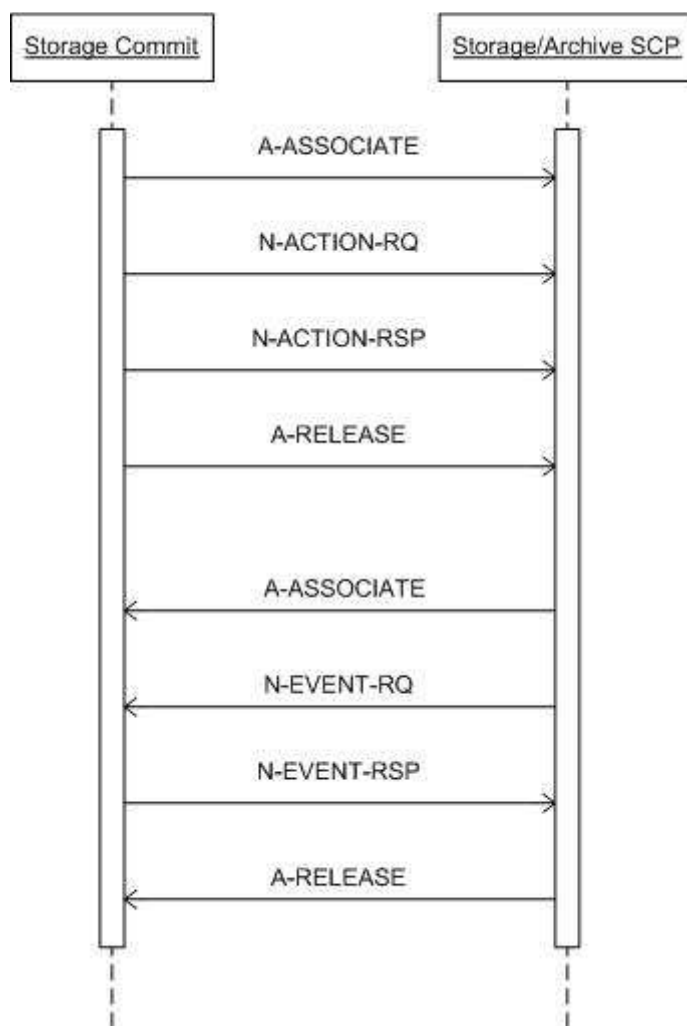 Storage Commit
Storage/Archive SCP
A-ASSOCIATE
N-ACTION-RQ
N-ACTION-RSP
A-RELEASE
A-ASSOCIATE
N-EVENT-RQ
N-EVENT-RSP
A-RELEASE